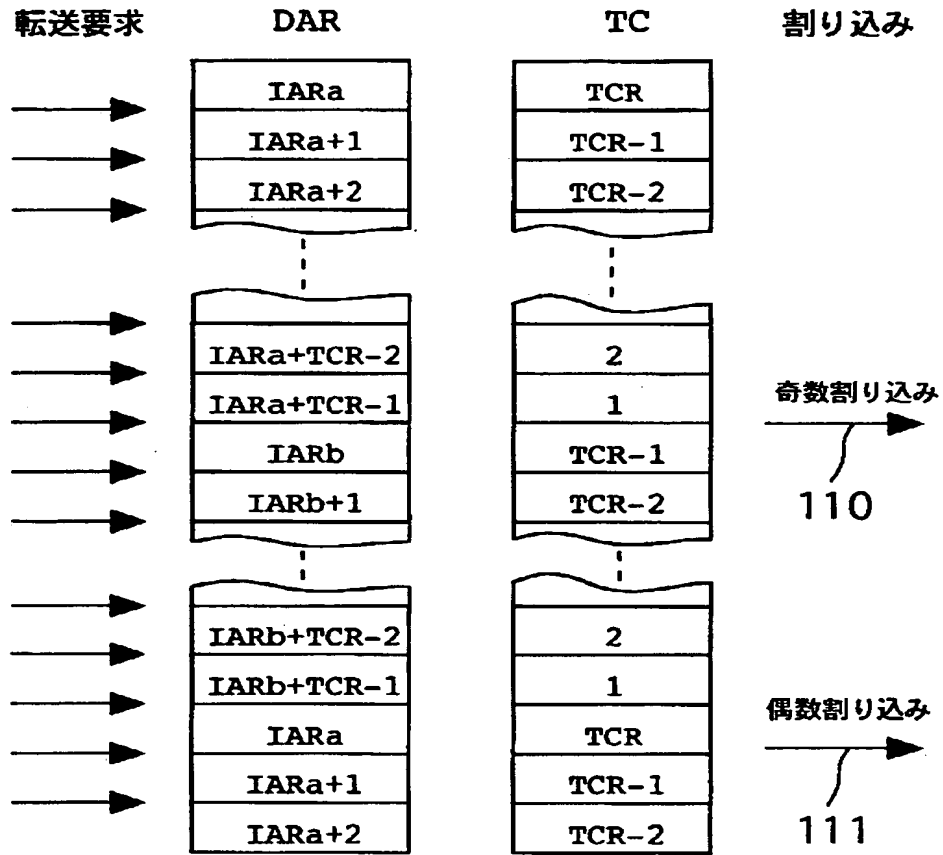 転送要求 DAR TC 割り込み
IARa TCR
IARa+1 TCR-1
IARa+2 TCR-2
IARa+TCR-2 2
IARa+TCR-1 1 奇数割り込み
IARb TCR-1
IARb+1 TCR-2 110
IARb+TCR-2 2
IARb+TCR-1 1 偶数割り込み
IARa TCR
IARa+1 TCR-1
IARa+2 TCR-2 111